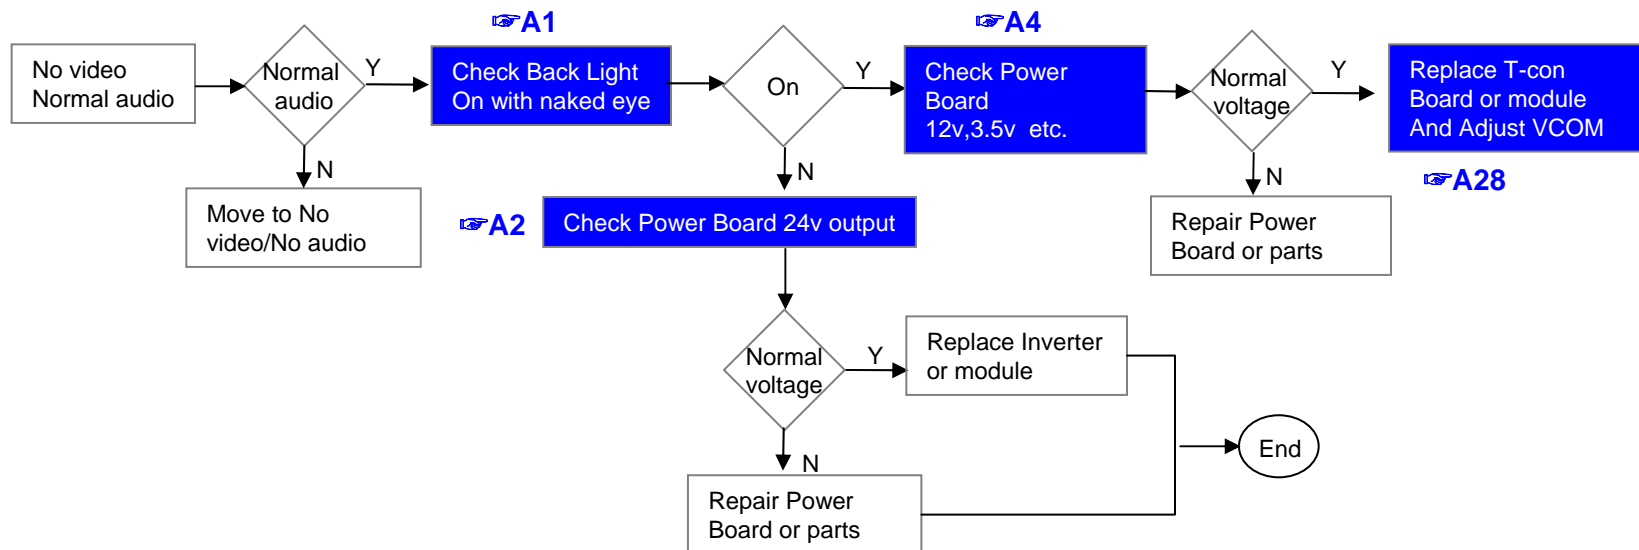 ☞A1
☞A4
No video
Normal audio
Normal
audio
Y
Check Back Light
On with naked eye
On
Y
Check Power
Board
12v,3.5v etc.
Normal
voltage
Y
Replace T-con
Board or module
And Adjust VCOM
N
N
N
☞A28
Move to No
video/No audio
☞A2
Check Power Board 24v output
Repair Power
Board or parts
Normal
voltage
Y
Replace Inverter
or module
End
N
Repair Power
Board or parts